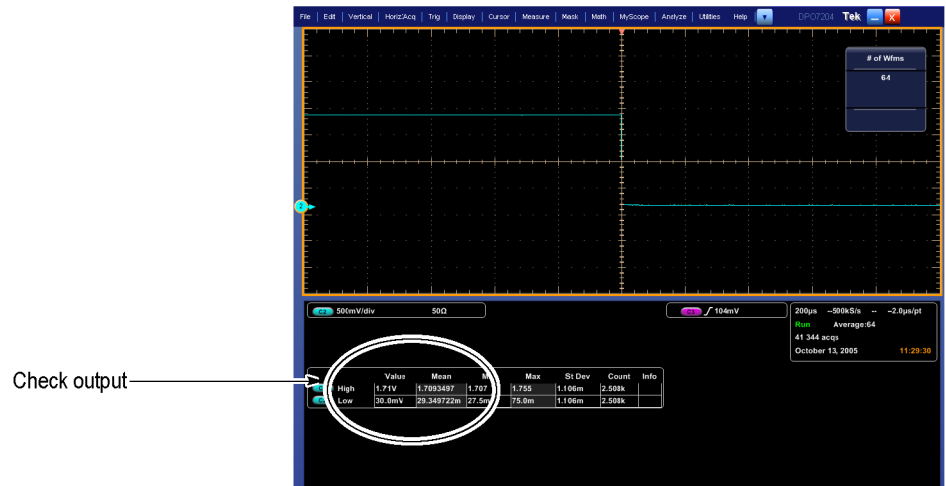 File | Edit | Vertical | Horiz/Acq | Trig | Display | Cursor | Measure | Mask | Math | MyScope | Analyze | Utilities | Help
DPO7204 Tek X
# of Wfms
64
2
C2 500mV/div 50Ω
C3 104mV
200µs --500kS/s -- --2.0µs/pt
Run Average:64
41 344 acqs
October 13, 2005 11:29:30
Value Mean Max St Dev Count Info
High 1.71V 1.7093497 1.707 1.755 1.106m 2.508k
Low 30.0mV 29.349722m 27.5m 75.0m 1.106m 2.508k
Check output